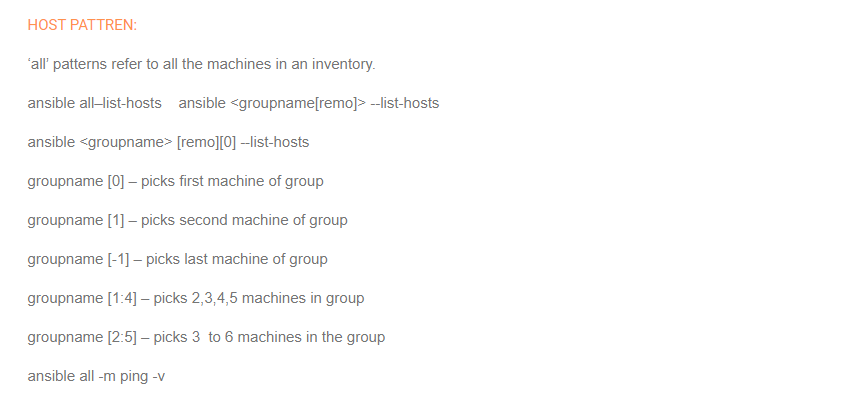 HOST PATTREN:
‘all’ patterns refer to all the machines in an inventory.
ansible all–list-hosts    ansible <groupname[remo]> --list-hosts
ansible <groupname> [remo][0] --list-hosts
groupname [0] – picks first machine of group
groupname [1] – picks second machine of group
groupname [-1] – picks last machine of group
groupname [1:4] – picks 2,3,4,5 machines in group
groupname [2:5] – picks 3  to 6 machines in the group
ansible all -m ping -v